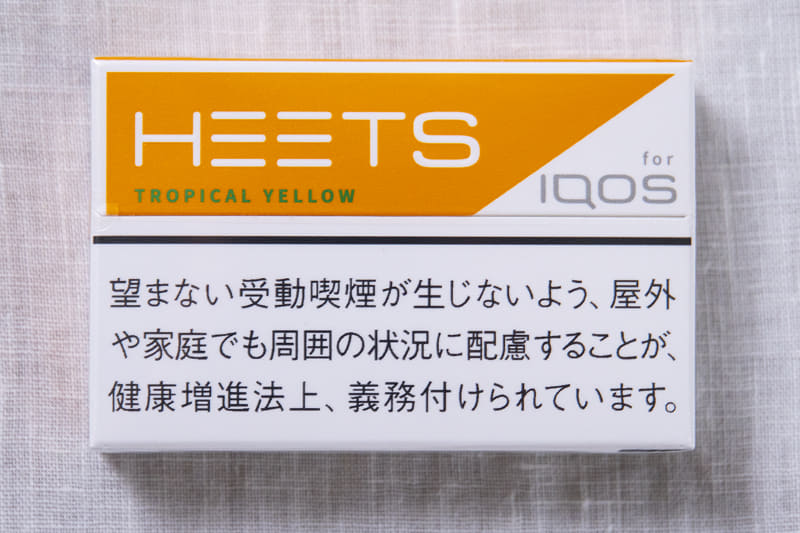 HEETS
TROPICAL YELLOW
for
IQOS
望まない受動喫煙が生じないよう、屋外
や家庭でも周囲の状況に配慮することが、
健康増進法上、義務付けられています。